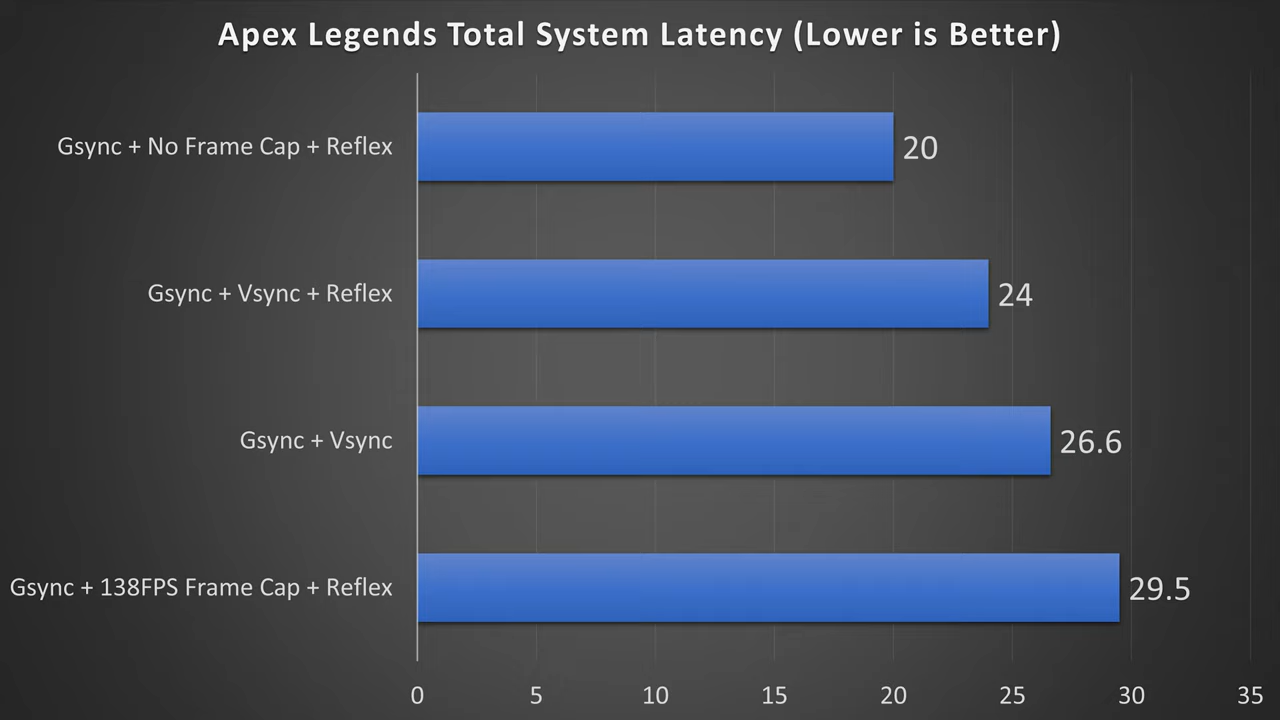 Apex Legends Total System Latency (Lower is Better)
Gsync + No Frame Cap + Reflex
20
Gsync + Vsync + Reflex
24
Gsync + Vsync
26.6
Gsync + 138FPS Frame Cap + Reflex
29.5
0 5 10 15 20 25 30 35